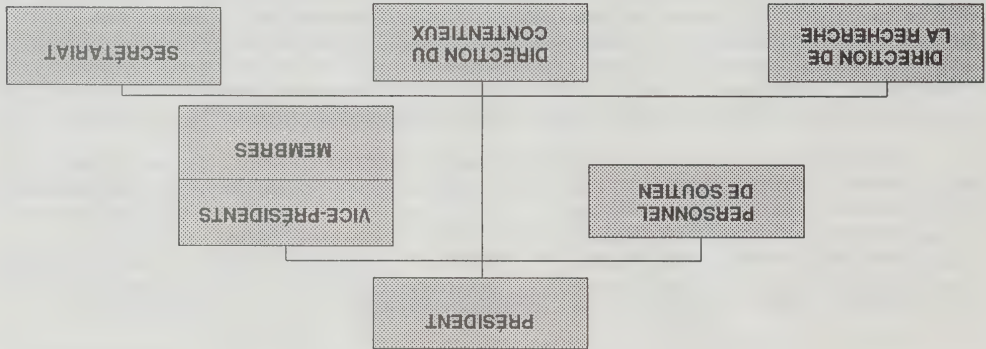 PRÉSIDENT
PERSONNEL
DE SOUTIEN
VICE-PRÉSIDENTS
MEMBRES
DIRECTION DE
LA RECHERCHE
DIRECTION DU
CONTENTIEUX
SECRÉTARIAT